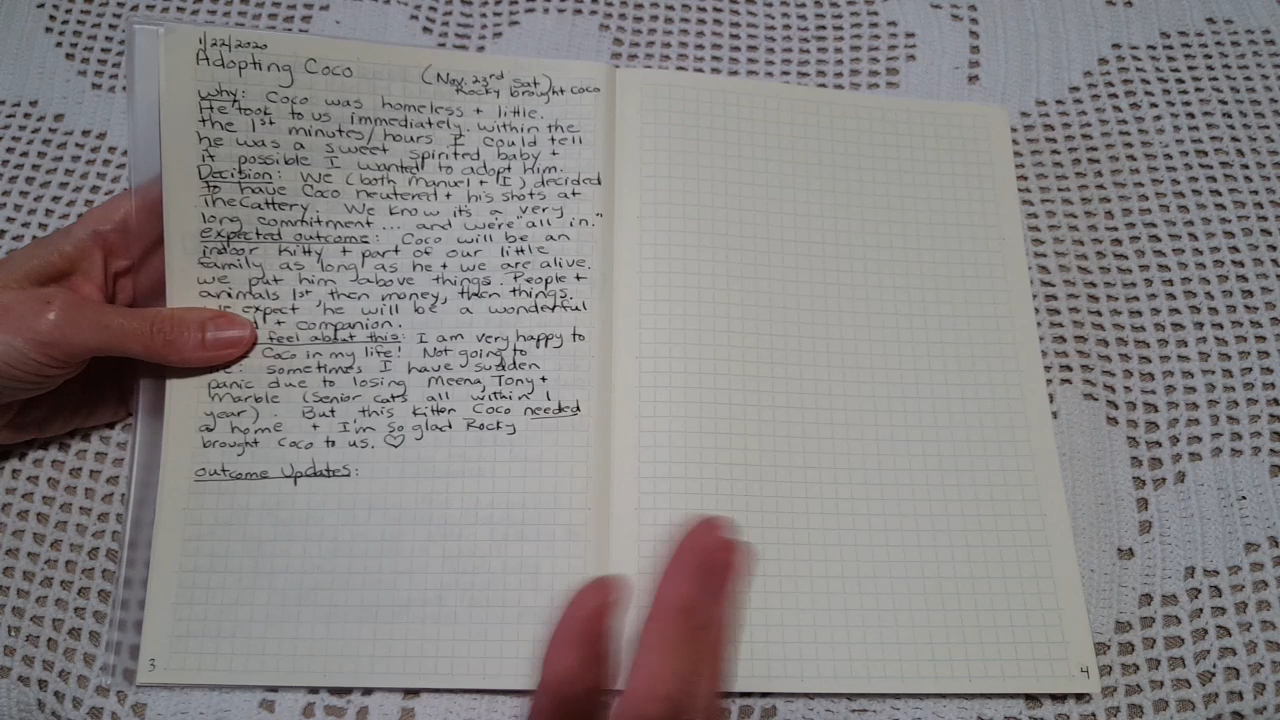 1/22/2020
Adopting Coco (Nov. 23rd sat)
Rocky brought coco
why: Coco was homeless + little.
He took to us immediately. within the
the 1st minutes/hours I could tell
he was a sweet spirited baby +
if possible I wanted to adopt him.
Decision: We (both Manuel + I) decided
to have Coco neutered + his shots at
The Cattery. We know it's a very
long commitment... and we're "all in."
expected outcome: Coco will be an
indoor kitty + part of our little
family as long as he + we are alive.
we put him above things. People +
animals 1st, then money, then things.
expect he will be a wonderful
+ companion.
feel about this: I am very happy to
Coco in my life! Not going to
sometimes I have sudden
panic due to losing Meena, Tony +
Marble (Senior cats all within 1
year). But this kitten Coco needed
a home + I'm so glad Rocky
brought Coco to us. ♡
outcome Updates:
3
4